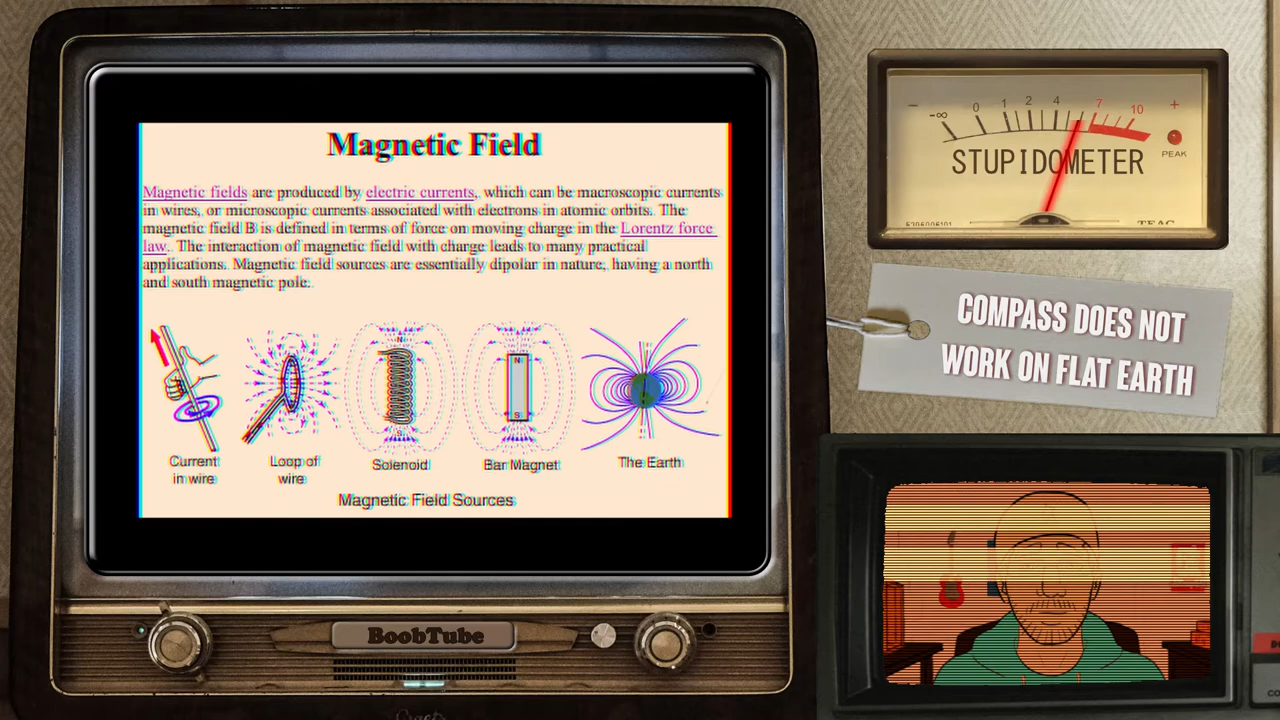 Magnetic Field
Magnetic fields are produced by electric currents, which can be macroscopic currents
in wires, or microscopic currents associated with electrons in atomic orbits. The
magnetic field B is defined in terms of force on moving charge in the Lorentz force
law. The interaction of magnetic field with charge leads to many practical
applications. Magnetic field sources are essentially dipolar in nature, having a north
and south magnetic pole.
N
S
N
S
Current
in wire
Loop of
wire
Solenoid
Bar Magnet
The Earth
Magnetic Field Sources
BoobTube
− -∞ 0 1 2 4 7 10 +
STUPIDOMETER
PEAK
TEAC
COMPASS DOES NOT
WORK ON FLAT EARTH